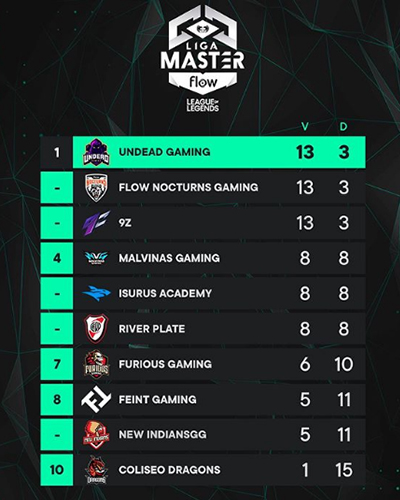 LIGA
MASTER
flow
LEAGUE OF
LEGENDS
V D
1 UNDEAD GAMING 13 3
- FLOW NOCTURNS GAMING 13 3
- 9Z 13 3
4 MALVINAS GAMING 8 8
- ISURUS ACADEMY 8 8
- RIVER PLATE 8 8
7 FURIOUS GAMING 6 10
8 FEINT GAMING 5 11
- NEW INDIANSGG 5 11
10 COLISEO DRAGONS 1 15